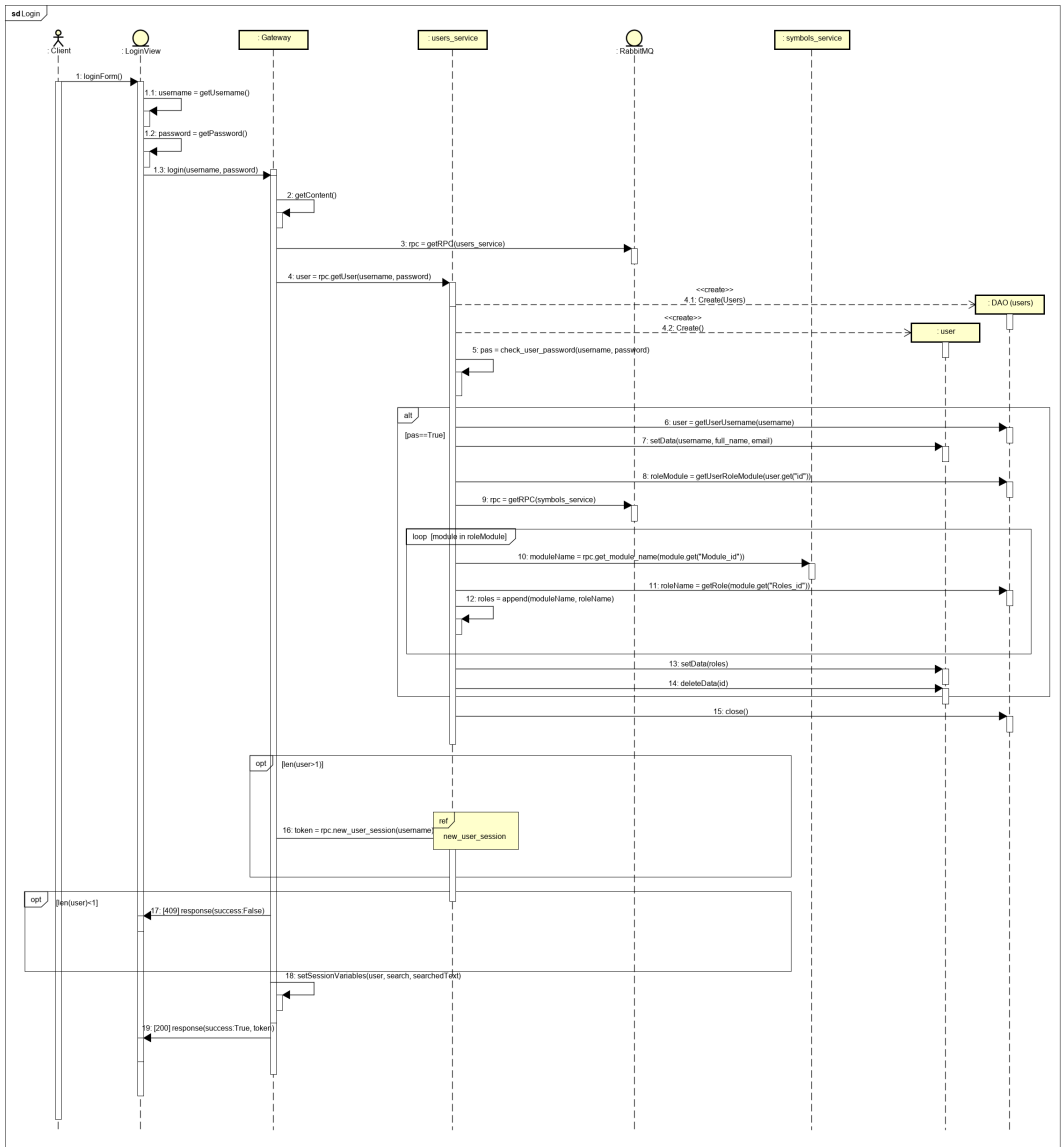 sd Login
: Client
: LoginView
: Gateway
: users_service
: RabbitMQ
: symbols_service
1: loginForm()
1.1: username = getUsername()
1.2: password = getPassword()
1.3: login(username, password)
2: getContent()
3: rpc = getRPC(users_service)
4: user = rpc.getUser(username, password)
<<create>>
4.1: Create(Users)
: DAO (users)
<<create>>
4.2: Create()
: user
5: pas = check_user_password(username, password)
alt
[pas==True]
6: user = getUserUsername(username)
7: setData(username, full_name, email)
8: roleModule = getUserRoleModule(user.get("id"))
9: rpc = getRPC(symbols_service)
loop [module in roleModule]
10: moduleName = rpc.get_module_name(module.get("Module_id"))
11: roleName = getRole(module.get("Roles_id"))
12: roles = append(moduleName, roleName)
13: setData(roles)
14: deleteData(id)
15: close()
opt
[len(user>1)]
ref
16: token = rpc.new_user_session(username)
new_user_session
opt
[len(user)<1]
17: [409] response(success:False)
18: setSessionVariables(user, search, searchedText)
19: [200] response(success:True, token)